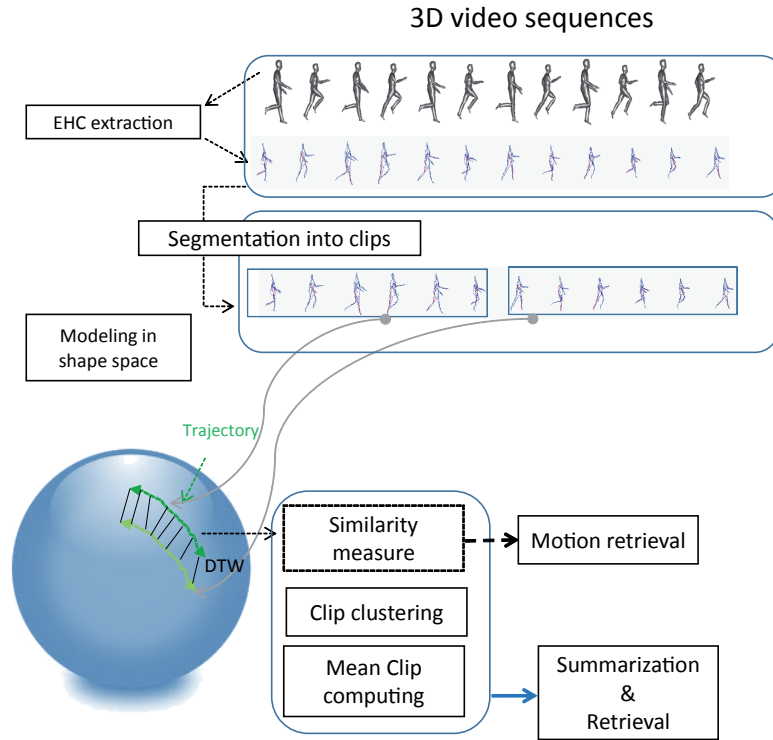 3D video sequences
EHC extraction
Segmentation into clips
Modeling in
shape space
Trajectory
DTW
Similarity
measure
Motion retrieval
Clip clustering
Mean Clip
computing
Summarization
&
Retrieval